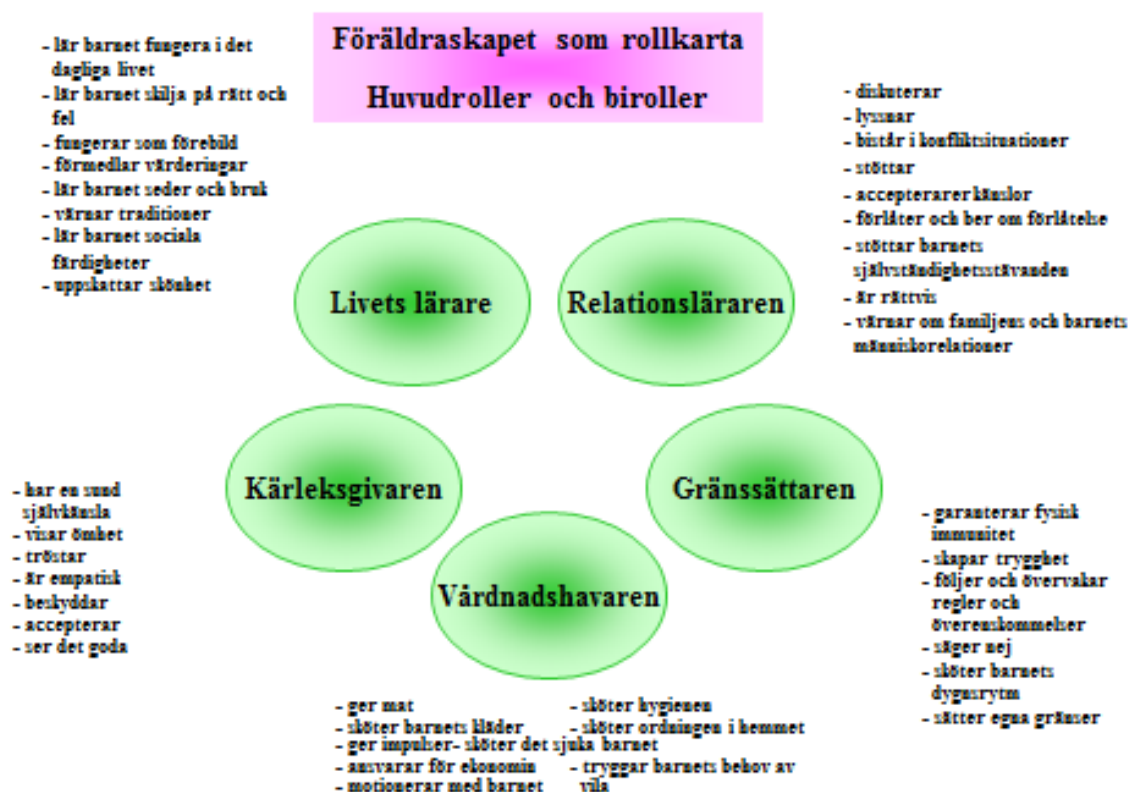 Föräldraskapet som rollkarta
Huvudroller och biroller
- lär barnet fungera i det
dagliga livet
- lär barnet skilja på rätt och
fel
- fungerar som förebild
- förmedlar värderingar
- lär barnet seder och bruk
- värnar traditioner
- lär barnet sociala
färdigheter
- uppskattar skönhet
- diskuterar
- lyssnar
- bistår i konfliktsituationer
- stöttar
- accepterarer känslor
- förlåter och ber om förlåtelse
- stöttar barnets
självständighetsstävanden
- är rättvis
- värnar om familjens och barnets
människorelationer
Livets lärare
Relationsläraren
Kärleksgivaren
Gränssättaren
Vårdnadshavaren
- har en sund
självkänsla
- visar ömhet
- tröstar
- är empatisk
- beskyddar
- accepterar
- ser det goda
- garanterar fysisk
immunitet
- skapar trygghet
- följer och övervakar
regler och
överenskommelser
- säger nej
- sköter barnets
dygnsrytm
- sätter egna gränser
- ger mat - sköter hygienen
- sköter barnets kläder - sköter ordningen i hemmet
- ger impulser- sköter det sjuka barnet
- ansvarar för ekonomin - tryggar barnets behov av
- motionerar med barnet vila